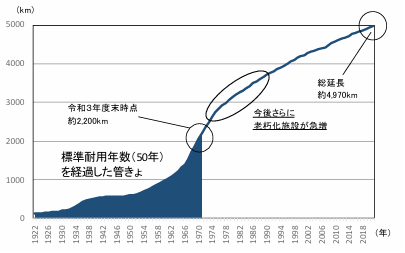 (km)
5000
4000
3000
2000
1000
0
令和3年度末時点
約2,200km
標準耐用年数（50年）
を経過した管きょ
今後さらに
老朽化施設が急増
総延長
約4,970km
1922 1926 1930 1934 1938 1942 1946 1950 1954 1958 1962 1966 1970 1974 1978 1982 1986 1990 1994 1998 2002 2006 2010 2014 2018 (年)